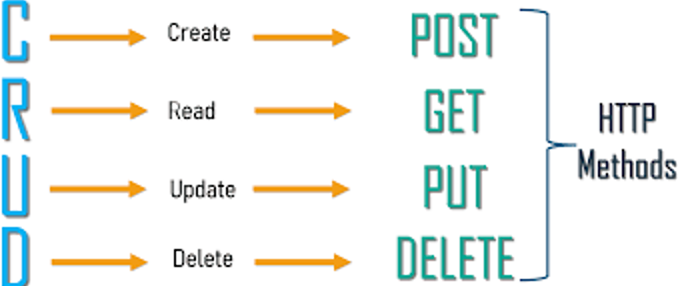 C Create POST
R Read GET
U Update PUT
D Delete DELETE
HTTP
Methods